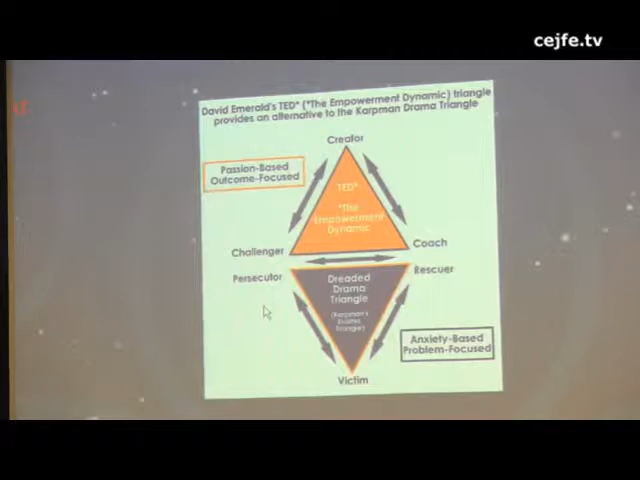 cejfe.tv
David Emerald's TED* (*The Empowerment Dynamic) triangle
provides an alternative to the Karpman Drama Triangle
Creator
Passion-Based
Outcome-Focused
TED*
*The
Empowerment
Dynamic
Challenger
Coach
Persecutor
Rescuer
Dreaded
Drama
Triangle
(Karpman's
Triangle)
Anxiety-Based
Problem-Focused
Victim